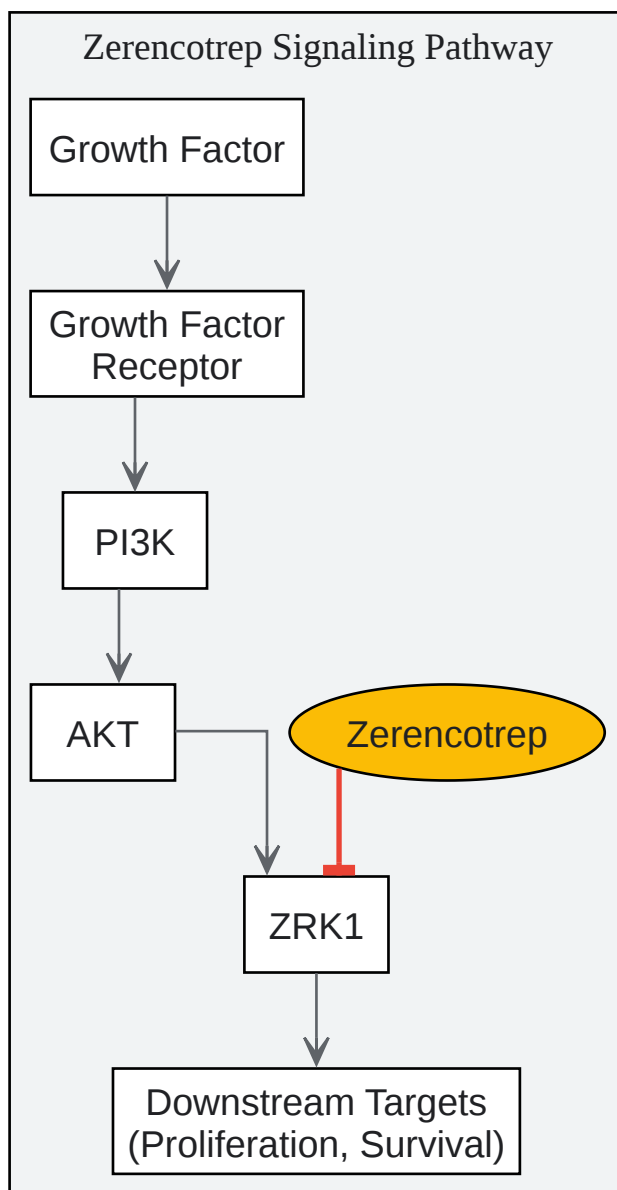 Zerencotrep Signaling Pathway
Growth Factor
Growth Factor
Receptor
PI3K
AKT
Zerencotrep
ZRK1
Downstream Targets
(Proliferation, Survival)